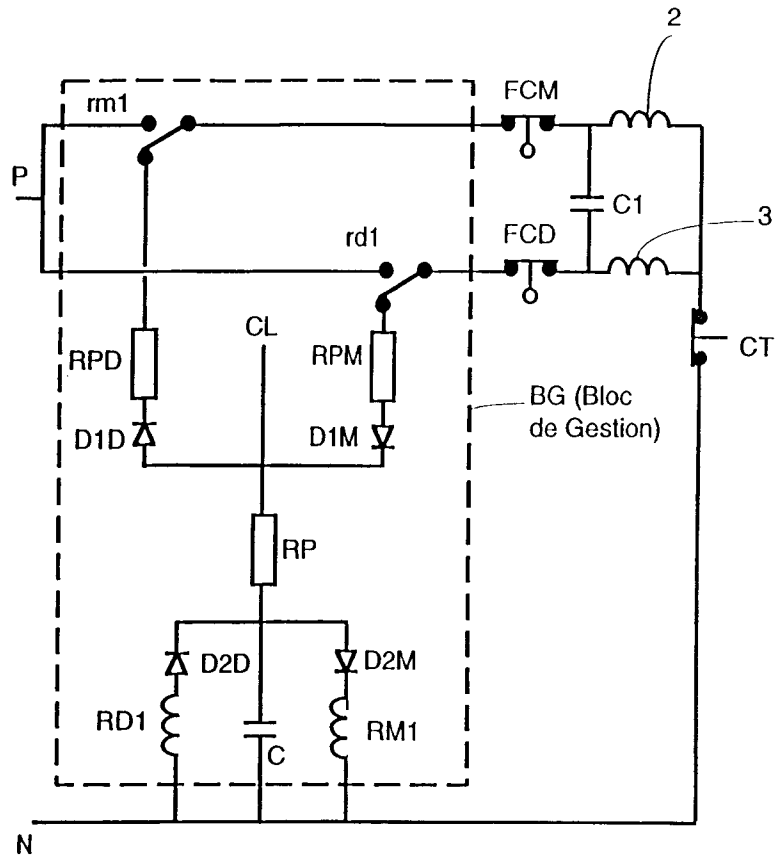 2
rm1
FCM
P
C1
3
rd1
FCD
CL
RPD
RPM
CT
BG (Bloc
de Gestion)
D1D
D1M
RP
D2D
D2M
RD1
C
RM1
N